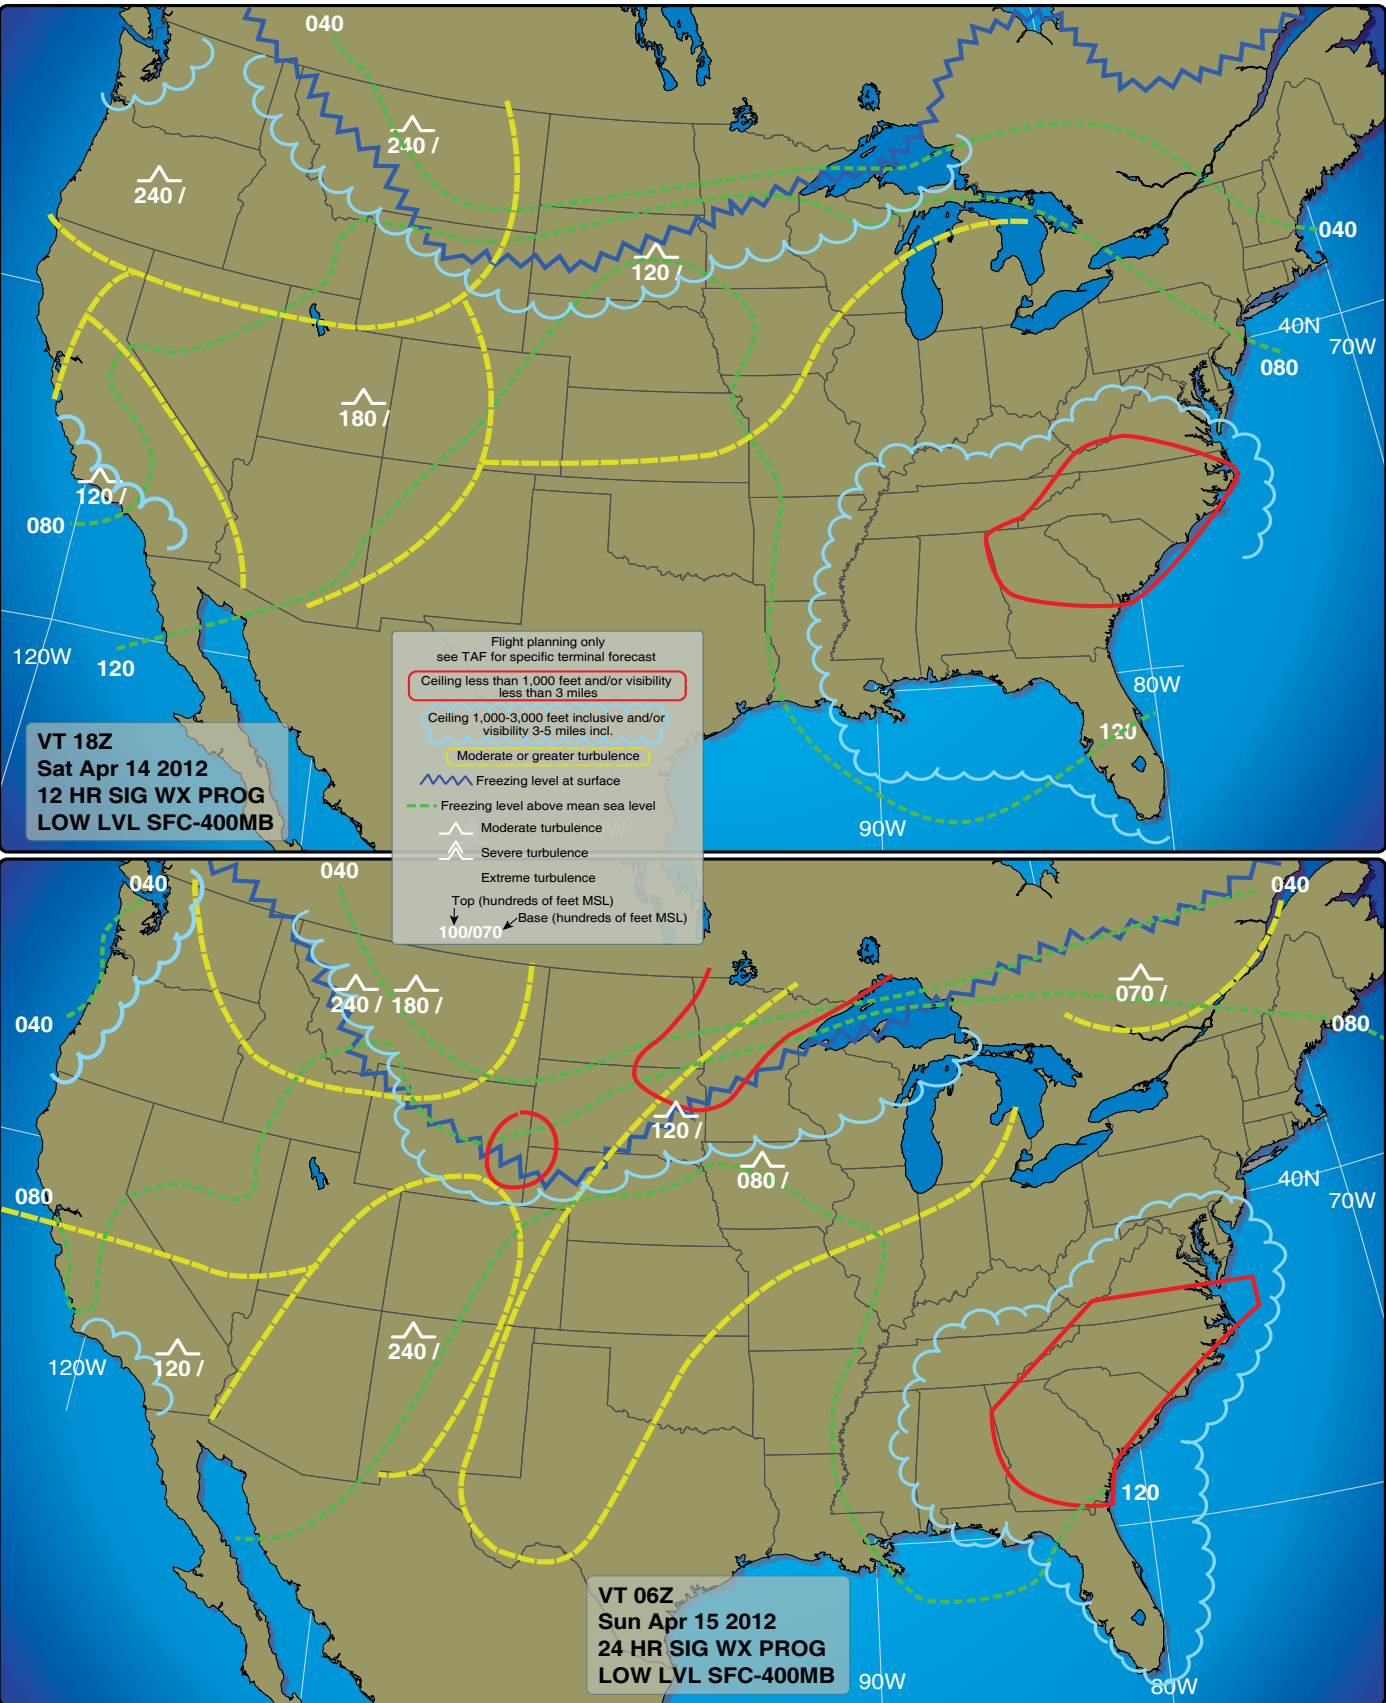 040
240 /
240 /
040
120 /
40N
70W
080
180 /
120 /
080
120W
120
80W
120
90W
VT 18Z
Sat Apr 14 2012
12 HR SIG WX PROG
LOW LVL SFC-400MB
Flight planning only
see TAF for specific terminal forecast
Ceiling less than 1,000 feet and/or visibility
less than 3 miles
Ceiling 1,000-3,000 feet inclusive and/or
visibility 3-5 miles incl.
Moderate or greater turbulence
Freezing level at surface
Freezing level above mean sea level
Moderate turbulence
Severe turbulence
Extreme turbulence
Top (hundreds of feet MSL)
Base (hundreds of feet MSL)
100/070
040
040
040
240 /
180 /
070 /
040
080
120 /
080 /
40N
70W
080
240 /
120W
120 /
120
VT 06Z
Sun Apr 15 2012
24 HR SIG WX PROG
LOW LVL SFC-400MB
90W
80W